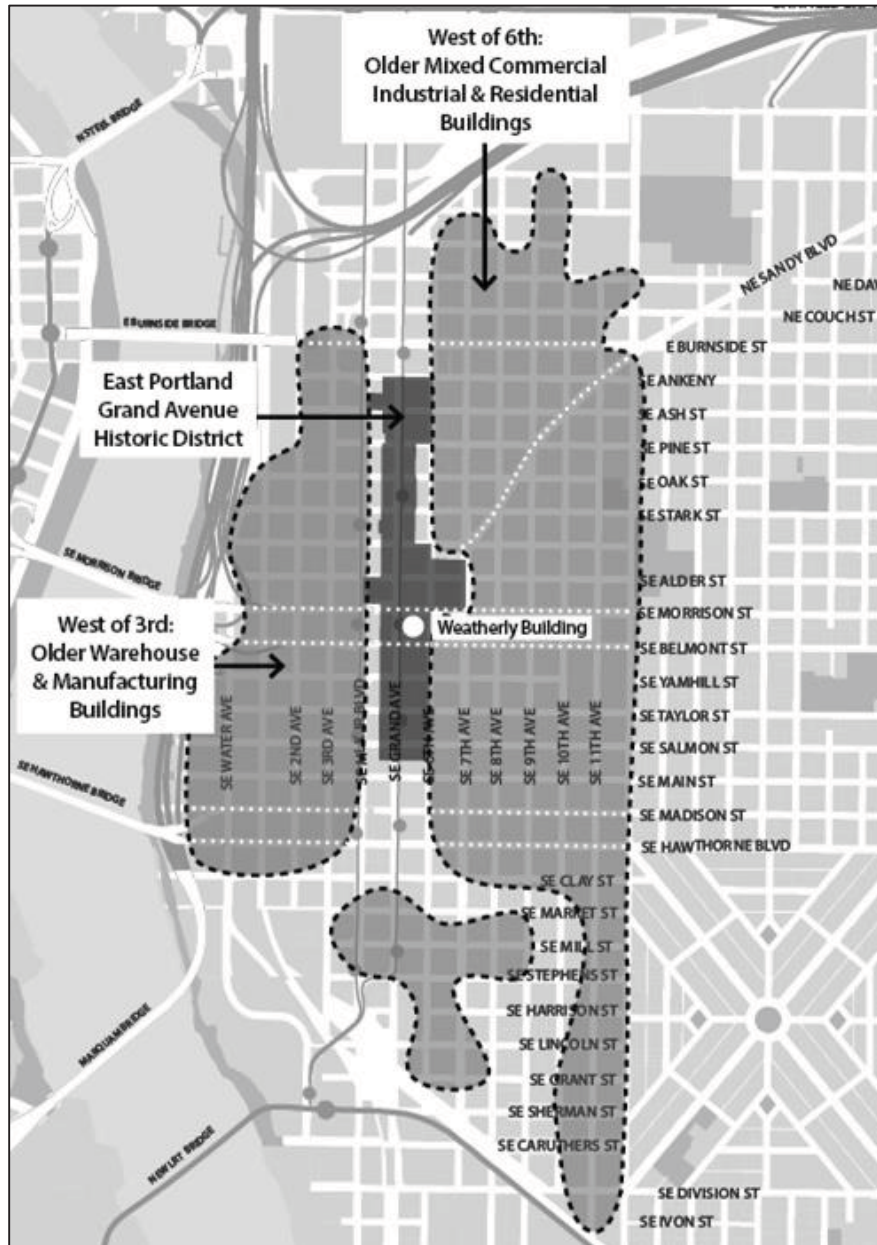 West of 6th:
Older Mixed Commercial
Industrial & Residential
Buildings
N STEEL BRIDGE
NE SANDY BLVD
NE DA
NE COUCH ST
E BURNSIDE BRIDGE
E BURNSIDE ST
East Portland
Grand Avenue
Historic District
SE ANKENY
SE ASH ST
SE PINE ST
SE OAK ST
SE STARK ST
SE MORRISON BRIDGE
SE ALDER ST
SE MORRISON ST
West of 3rd:
Older Warehouse
& Manufacturing
Buildings
Weatherly Building
SE BELMONT ST
SE YAMHILL ST
SE TAYLOR ST
SE SALMON ST
SE MAIN ST
SE WATER AVE
SE 2ND AVE
SE 3RD AVE
SE GRAND AVE
SE 6TH AVE
SE 7TH AVE
SE 8TH AVE
SE 9TH AVE
SE 10TH AVE
SE 11TH AVE
SE HAWTHORNE BRIDGE
SE MADISON ST
SE HAWTHORNE BLVD
SE CLAY ST
SE MARKET ST
SE MILL ST
SE STEPHENS ST
SE HARRISON ST
MARQUAM BRIDGE
SE LINCOLN ST
SE GRANT ST
SE SHERMAN ST
SE CARUTHERS ST
NEW LRT BRIDGE
SE DIVISION ST
SE IVON ST